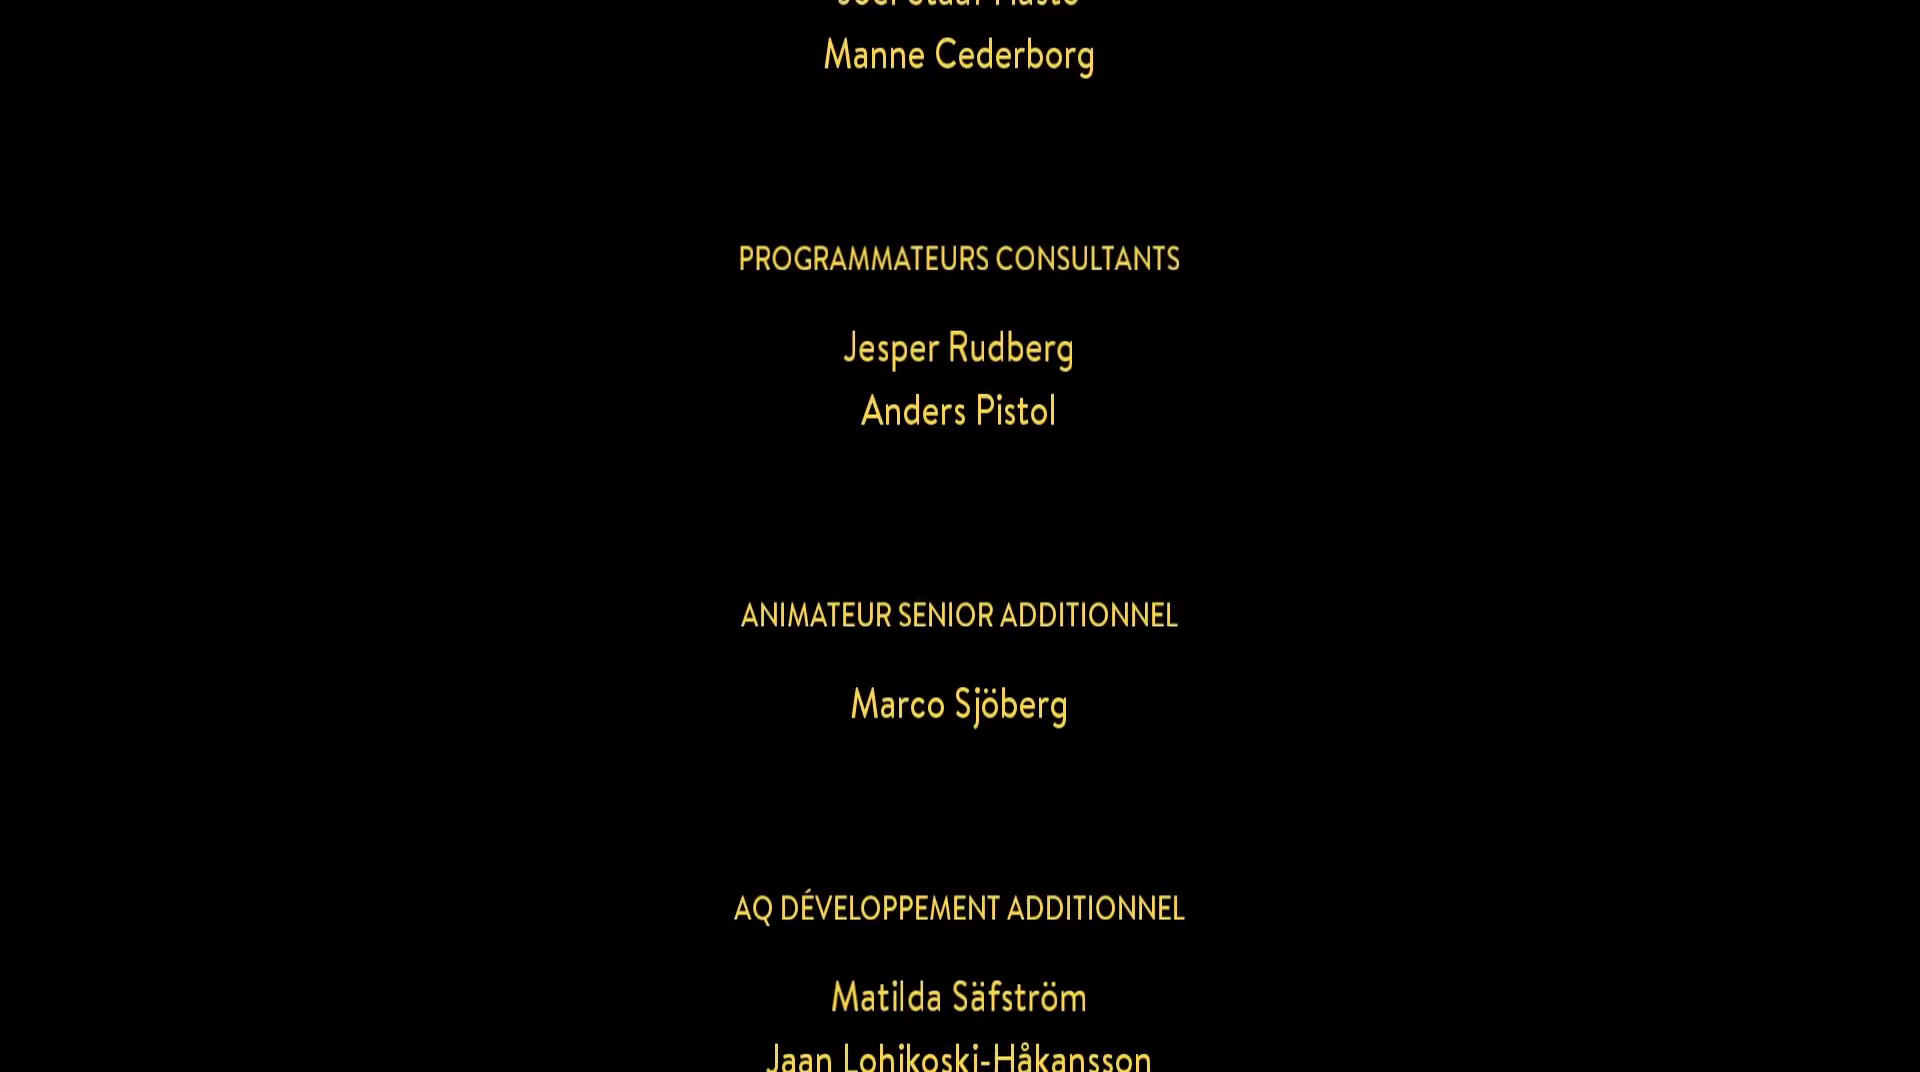 Manne Cederborg
PROGRAMMATEURS CONSULTANTS
Jesper Rudberg
Anders Pistol
ANIMATEUR SENIOR ADDITIONNEL
Marco Sjöberg
AQ DÉVELOPPEMENT ADDITIONNEL
Matilda Säfström
Jaan Lohikoski-Håkansson